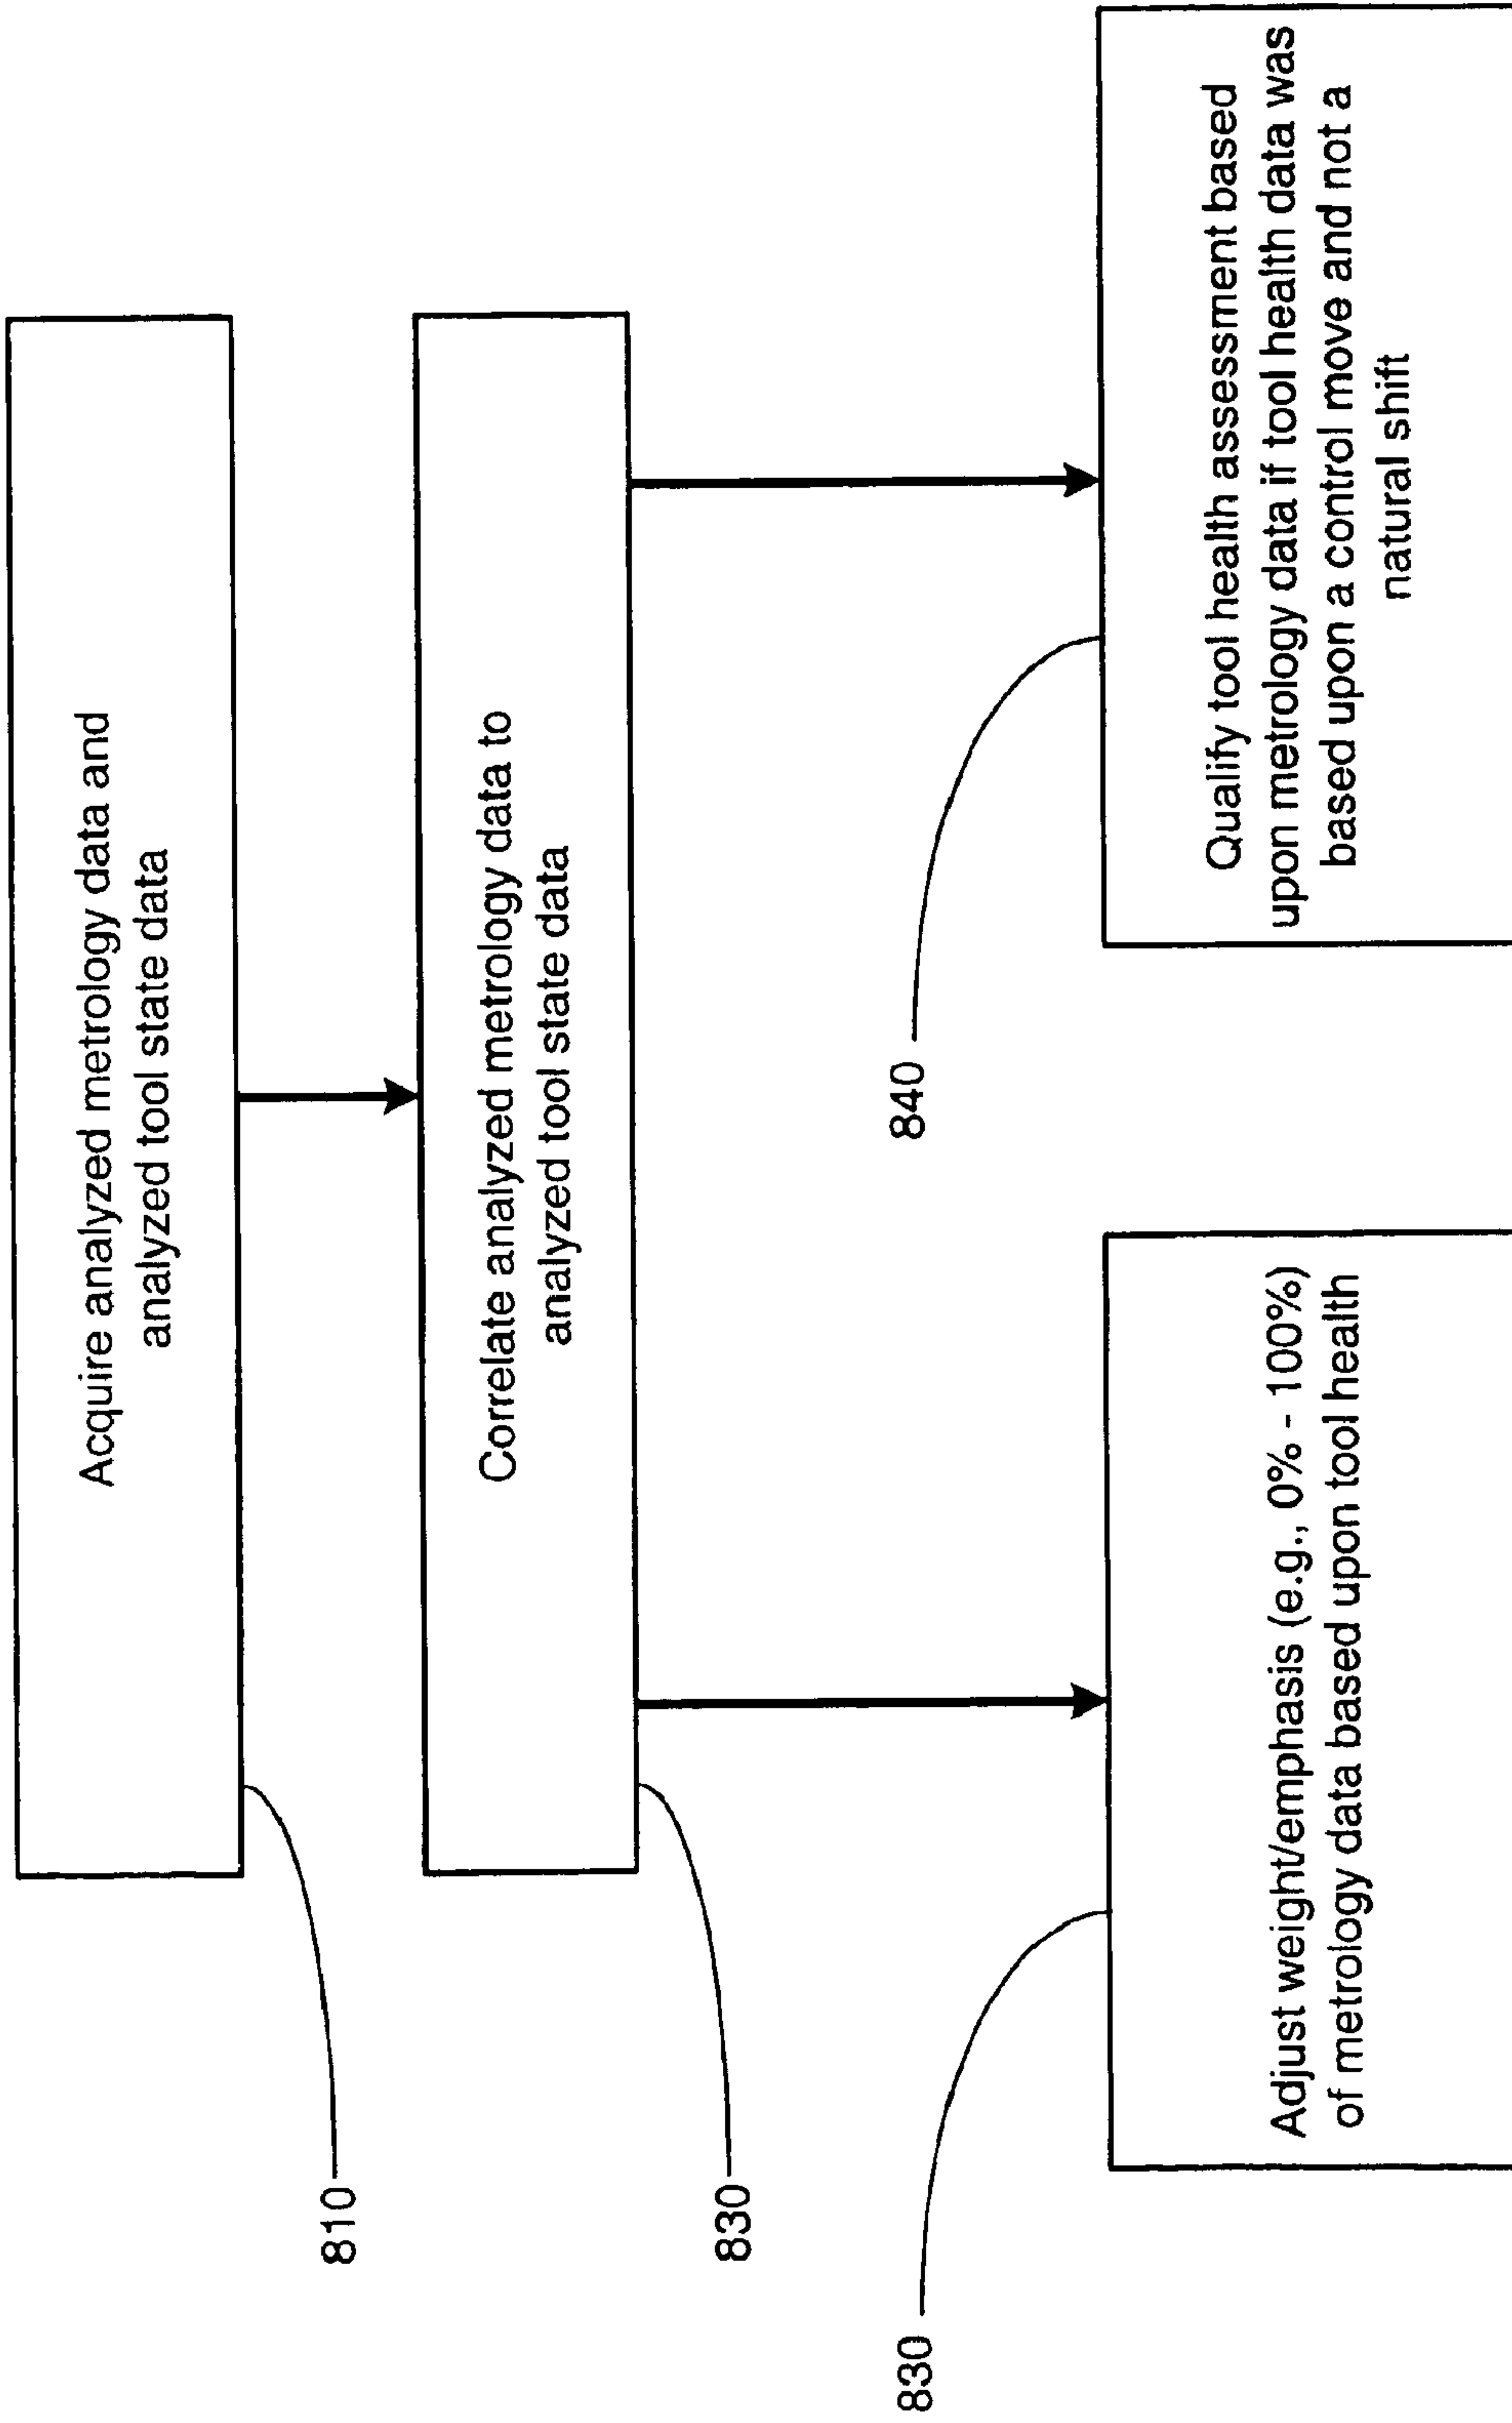 Acquire analyzed metrology data and
analyzed tool state data
810
Correlate analyzed metrology data to
analyzed tool state data
830
830
Adjust weight/emphasis (e.g., 0% - 100%)
of metrology data based upon tool health
840
Qualify tool health assessment based
upon metrology data if tool health data was
based upon a control move and not a
natural shift